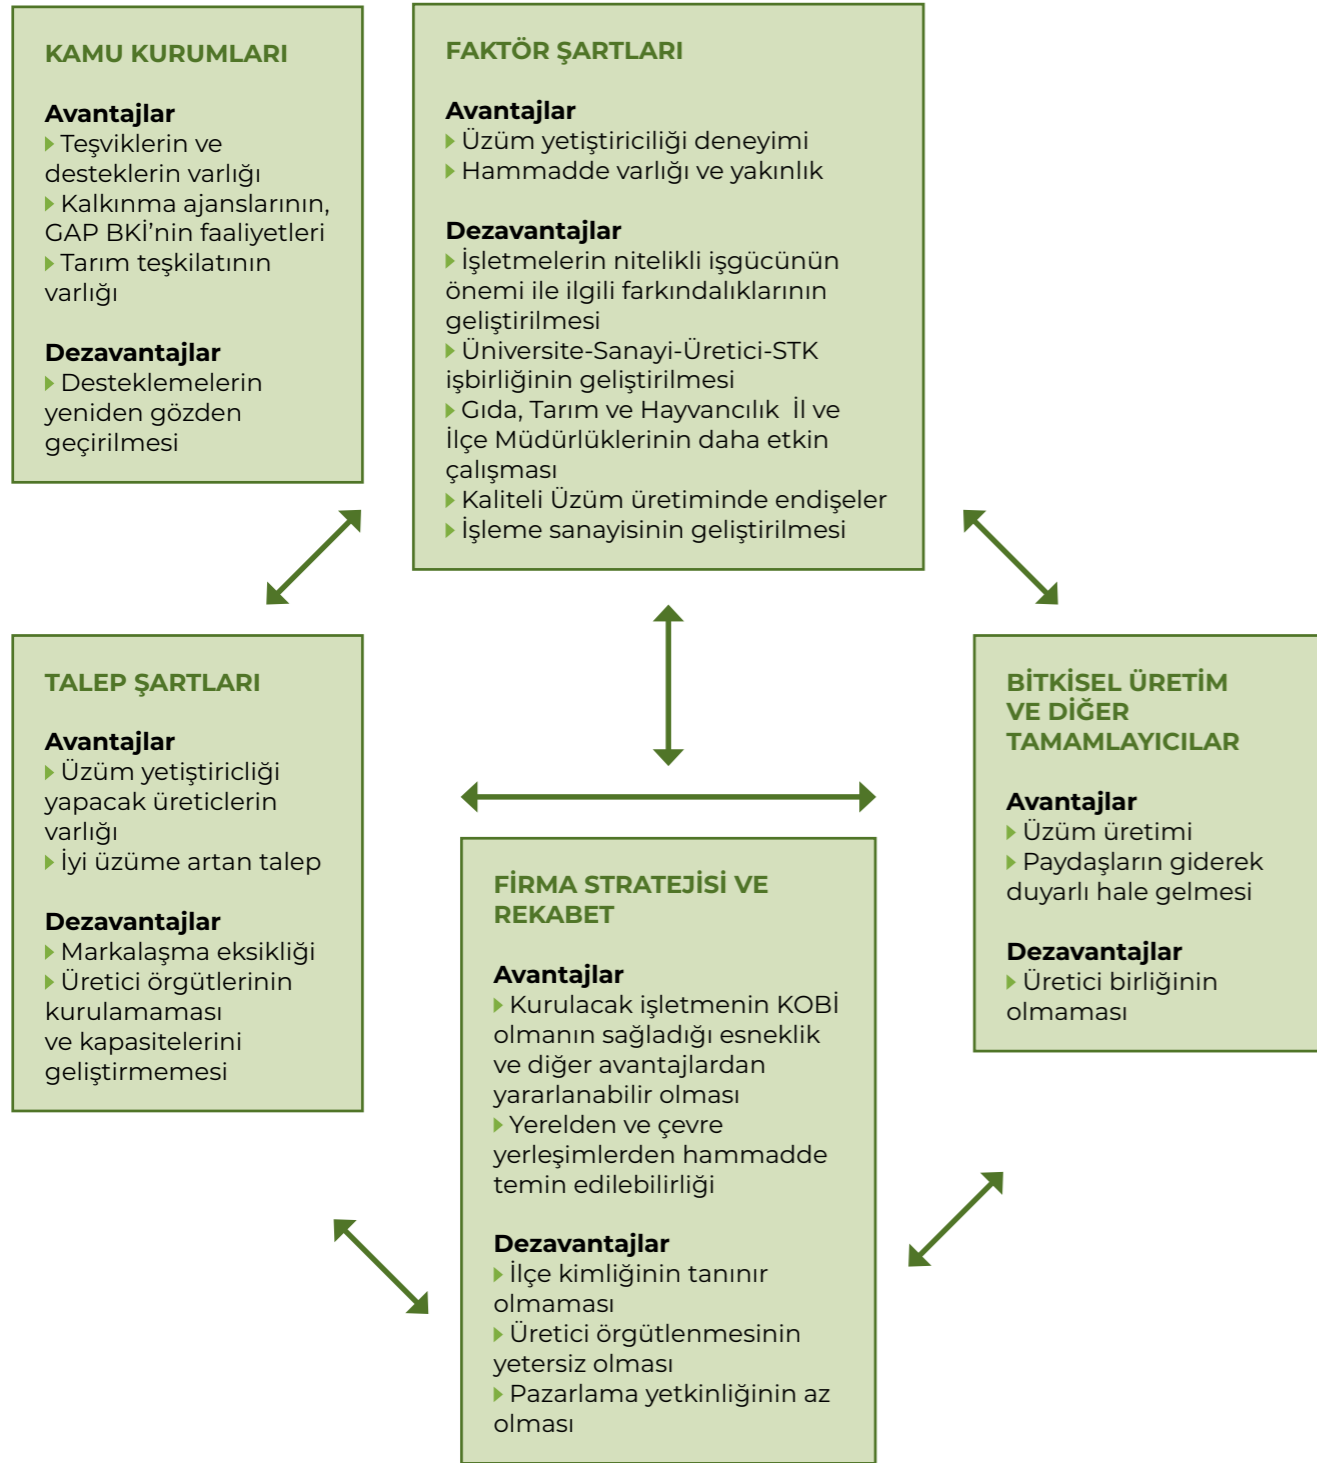 KAMU KURUMLARI
Avantajlar
Teşviklerin ve
desteklerin varlığı
Kalkınma ajanslarının,
GAP BKİ’nin faaliyetleri
Tarım teşkilatının
varlığı
Dezavantajlar
Desteklemelerin
yeniden gözden
geçirilmesi
FAKTÖR ŞARTLARI
Avantajlar
Üzüm yetiştiriciliği deneyimi
Hammadde varlığı ve yakınlık
Dezavantajlar
İşletmelerin nitelikli işgücünün
önemi ile ilgili farkındalıklarının
geliştirilmesi
Üniversite-Sanayi-Üretici-STK
işbirliğinin geliştirilmesi
Gıda, Tarım ve Hayvancılık İl ve
İlçe Müdürlüklerinin daha etkin
çalışması
Kaliteli Üzüm üretiminde endişeler
İşleme sanayisinin geliştirilmesi
TALEP ŞARTLARI
Avantajlar
Üzüm yetiştiricliği
yapacak üreticlerin
varlığı
İyi üzüme artan talep
Dezavantajlar
Markalaşma eksikliği
Üretici örgütlerinin
kurulamaması
ve kapasitelerini
geliştirmemesi
FİRMA STRATEJİSİ VE
REKABET
Avantajlar
Kurulacak işletmenin KOBİ
olmanın sağladığı esneklik
ve diğer avantajlardan
yararlanabilir olması
Yerelden ve çevre
yerleşimlerden hammadde
temin edilebilirliği
Dezavantajlar
İlçe kimliğinin tanınır
olmaması
Üretici örgütlenmesinin
yetersiz olması
Pazarlama yetkinliğinin az
olması
BİTKİSEL ÜRETİM
VE DİĞER
TAMAMLAYICILAR
Avantajlar
Üzüm üretimi
Paydaşların giderek
duyarlı hale gelmesi
Dezavantajlar
Üretici birliğinin
olmaması